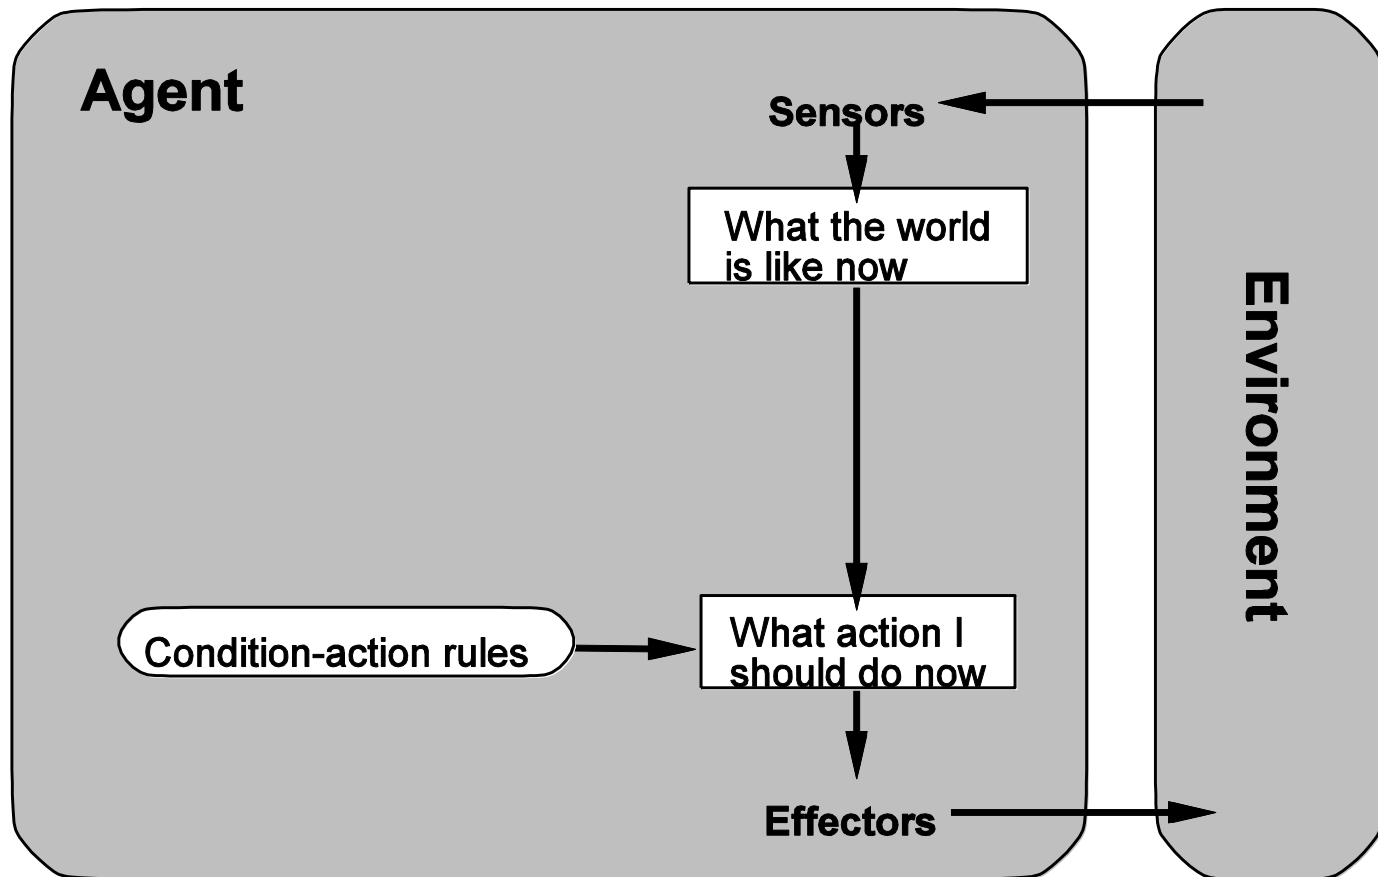 Agent
Sensors
What the world
is like now
Environment
Condition-action rules
What action I
should do now
Effectors